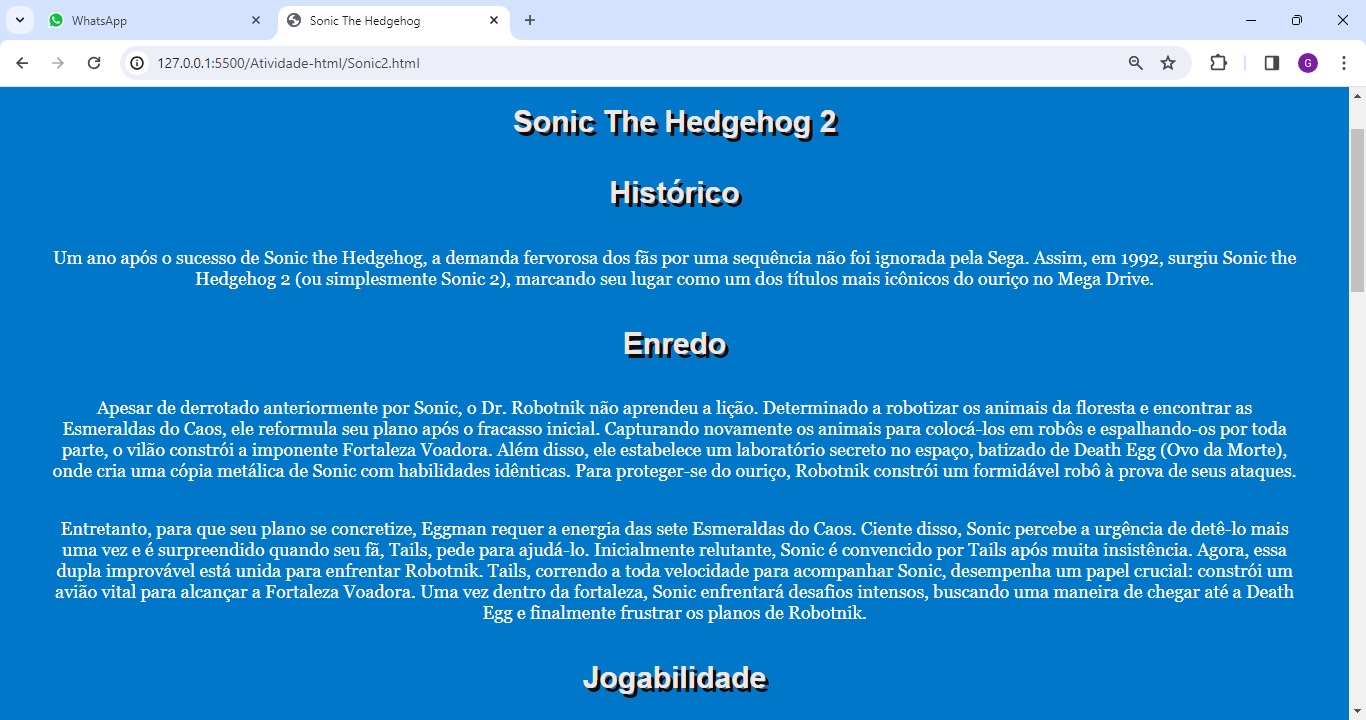 WhatsApp
Sonic The Hedgehog
127.0.0.1:5500/Atividade-html/Sonic2.html
G
Sonic The Hedgehog 2
Histórico
Um ano após o sucesso de Sonic the Hedgehog, a demanda fervorosa dos fãs por uma sequência não foi ignorada pela Sega. Assim, em 1992, surgiu Sonic the
Hedgehog 2 (ou simplesmente Sonic 2), marcando seu lugar como um dos títulos mais icônicos do ouriço no Mega Drive.
Enredo
Apesar de derrotado anteriormente por Sonic, o Dr. Robotnik não aprendeu a lição. Determinado a robotizar os animais da floresta e encontrar as
Esmeraldas do Caos, ele reformula seu plano após o fracasso inicial. Capturando novamente os animais para colocá-los em robôs e espalhando-os por toda
parte, o vilão constrói a imponente Fortaleza Voadora. Além disso, ele estabelece um laboratório secreto no espaço, batizado de Death Egg (Ovo da Morte),
onde cria uma cópia metálica de Sonic com habilidades idênticas. Para proteger-se do ouriço, Robotnik constrói um formidável robô à prova de seus ataques.
Entretanto, para que seu plano se concretize, Eggman requer a energia das sete Esmeraldas do Caos. Ciente disso, Sonic percebe a urgência de detê-lo mais
uma vez e é surpreendido quando seu fã, Tails, pede para ajudá-lo. Inicialmente relutante, Sonic é convencido por Tails após muita insistência. Agora, essa
dupla improvável está unida para enfrentar Robotnik. Tails, correndo a toda velocidade para acompanhar Sonic, desempenha um papel crucial: constrói um
avião vital para alcançar a Fortaleza Voadora. Uma vez dentro da fortaleza, Sonic enfrentará desafios intensos, buscando uma maneira de chegar até a Death
Egg e finalmente frustrar os planos de Robotnik.
Jogabilidade